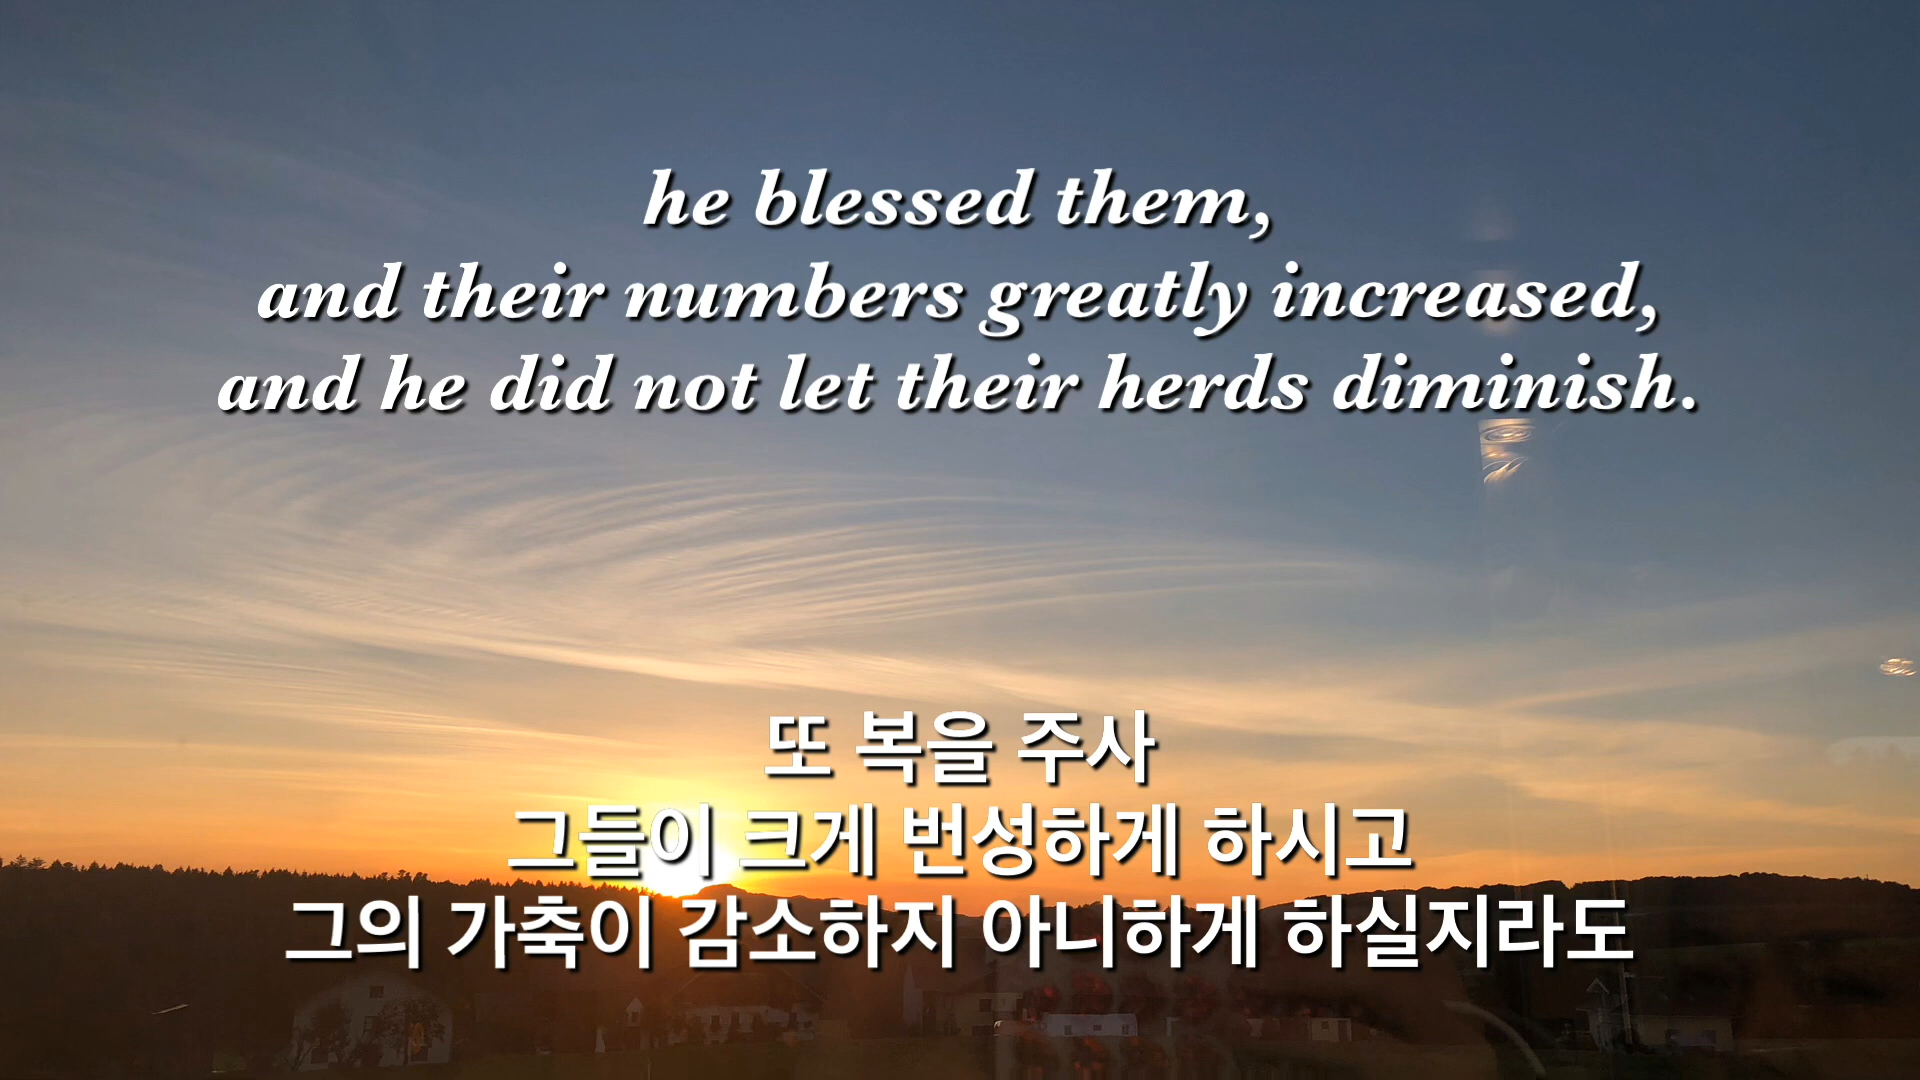 he blessed them,
and their numbers greatly increased,
and he did not let their herds diminish.
또 복을 주사
그들이 크게 번성하게 하시고
그의 가축이 감소하지 아니하게 하실지라도